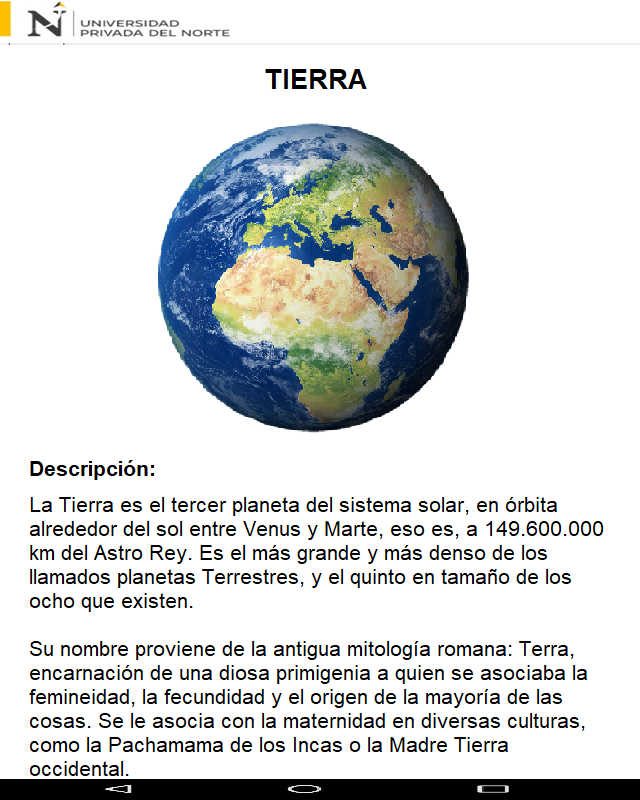 UNIVERSIDAD
PRIVADA DEL NORTE
TIERRA
Descripción:
La Tierra es el tercer planeta del sistema solar, en órbita
alrededor del sol entre Venus y Marte, eso es, a 149.600.000
km del Astro Rey. Es el más grande y más denso de los
llamados planetas Terrestres, y el quinto en tamaño de los
ocho que existen.
Su nombre proviene de la antigua mitología romana: Terra,
encarnación de una diosa primigenia a quien se asociaba la
femineidad, la fecundidad y el origen de la mayoría de las
cosas. Se le asocia con la maternidad en diversas culturas,
como la Pachamama de los Incas o la Madre Tierra
occidental.